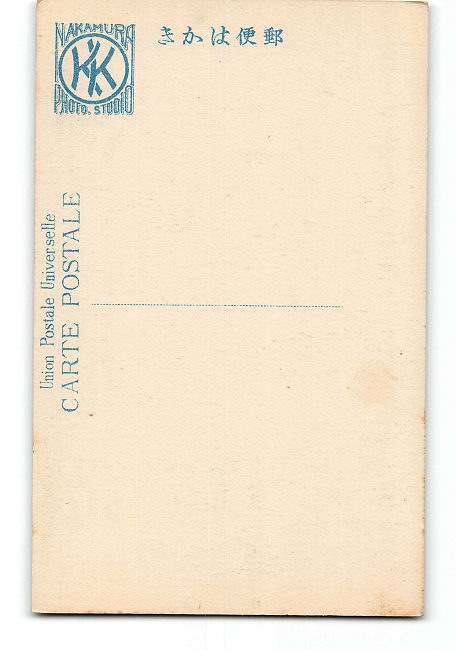 NAKAMURA
KK
PHOTO. STUDIO
きかは便郵
Union Postale Universelle
CARTE POSTALE